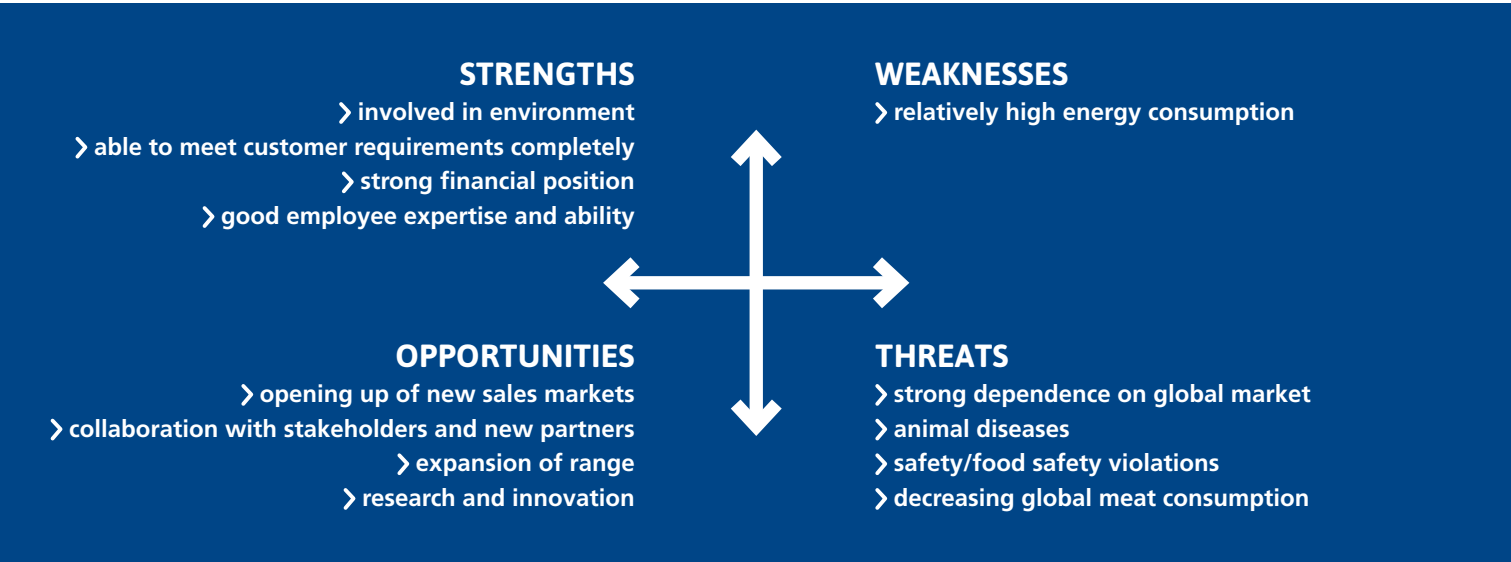 STRENGTHS
❯ involved in environment
❯ able to meet customer requirements completely
❯ strong financial position
❯ good employee expertise and ability
WEAKNESSES
❯ relatively high energy consumption
OPPORTUNITIES
❯ opening up of new sales markets
❯ collaboration with stakeholders and new partners
❯ expansion of range
❯ research and innovation
THREATS
❯ strong dependence on global market
❯ animal diseases
❯ safety/food safety violations
❯ decreasing global meat consumption